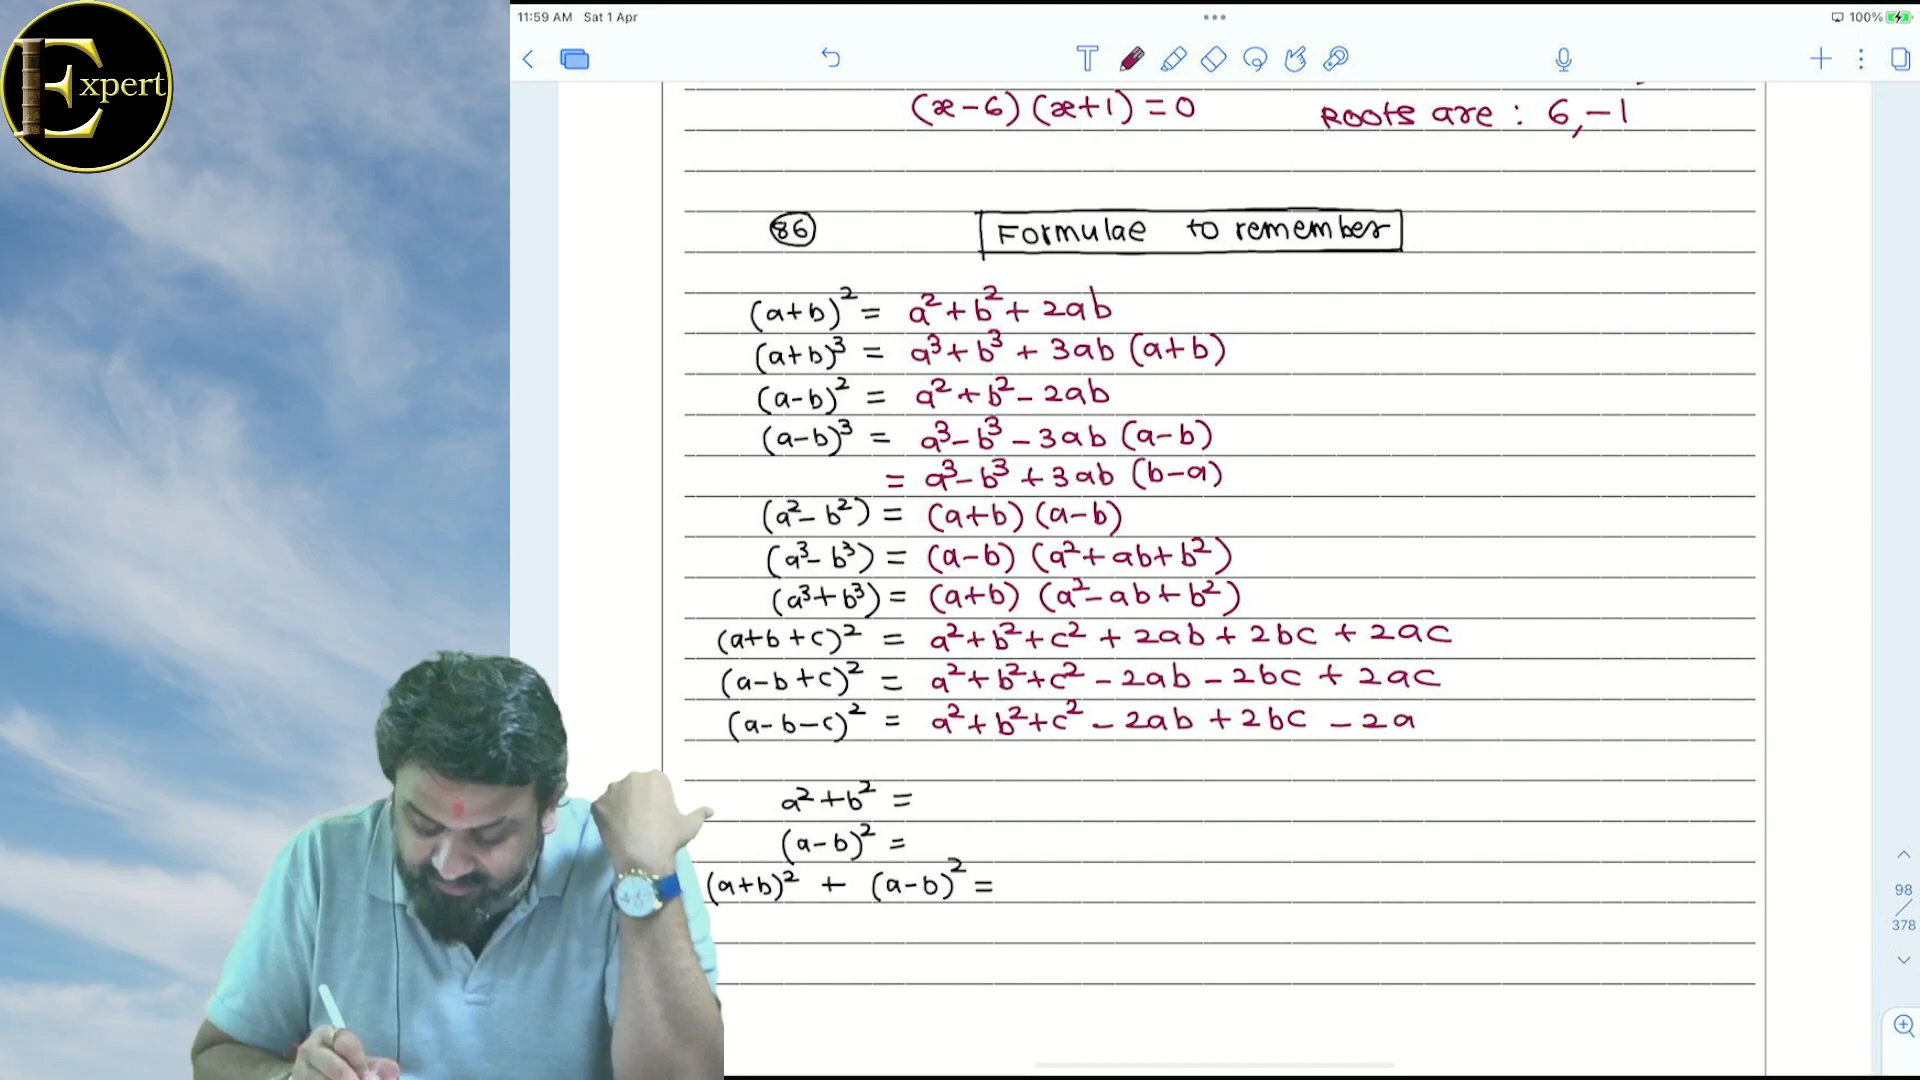 Expert
11:59 AM Sat 1 Apr
100%
(x-6) (x+1) = 0 Roots are : 6, -1
86 Formulae to remember
(a+b)² = a² + b² + 2ab
(a+b)³ = a³ + b³ + 3ab (a+b)
(a-b)² = a² + b² - 2ab
(a-b)³ = a³ - b³ - 3ab (a-b)
= a³ - b³ + 3ab (b-a)
(a² - b²) = (a+b) (a-b)
(a³ - b³) = (a-b) (a² + ab + b²)
(a³ + b³) = (a+b) (a² - ab + b²)
(a+b+c)² = a² + b² + c² + 2ab + 2bc + 2ac
(a-b+c)² = a² + b² + c² - 2ab - 2bc + 2ac
(a-b-c)² = a² + b² + c² - 2ab + 2bc - 2a
a² + b² =
(a-b)² =
(a+b)² + (a-b)² =
98
/
378